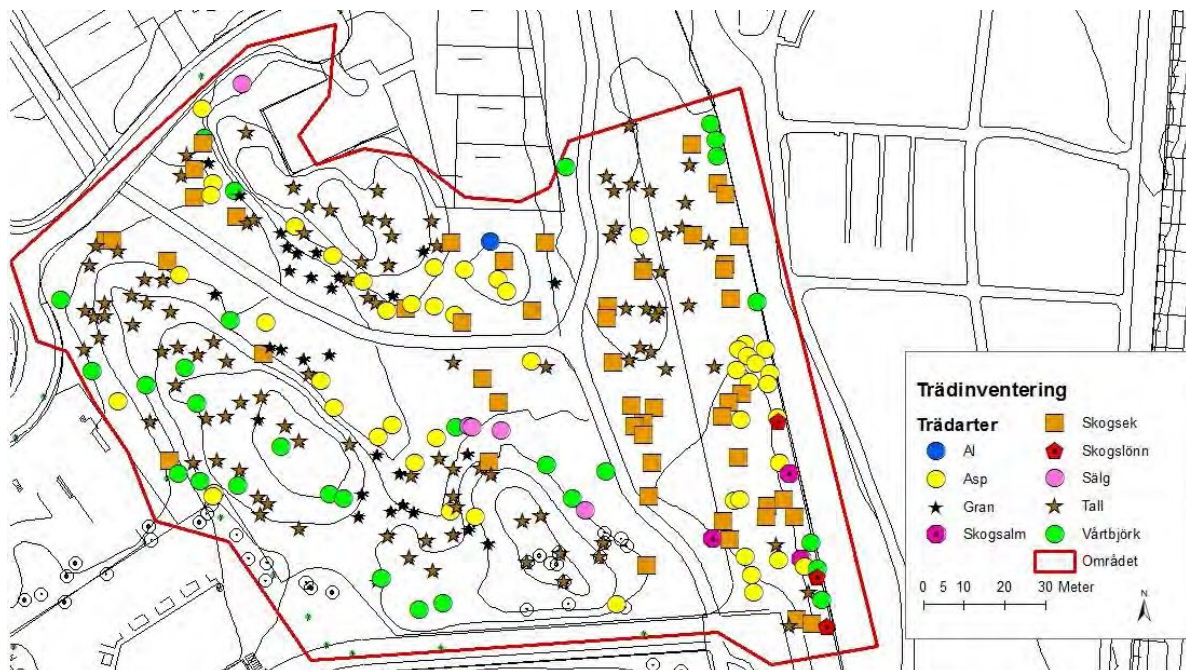 Trädinventering
Trädarter
Al
Asp
Gran
Skogsalm
Skogsek
Skogslönn
Sälg
Tall
Vårtbjörk
Området
0 5 10 20 30 Meter
N